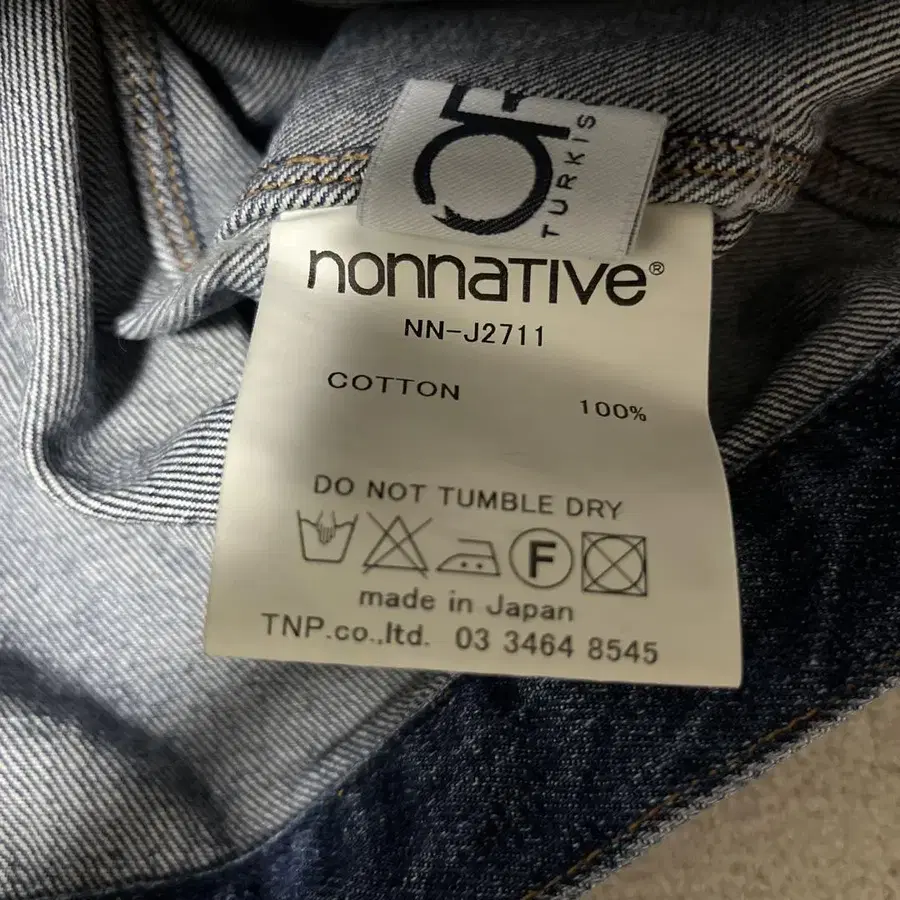 TURKIS
nonnative®
NN-J2711
COTTON 100%
DO NOT TUMBLE DRY
F
made in Japan
TNP.co.,ltd. 03 3464 8545